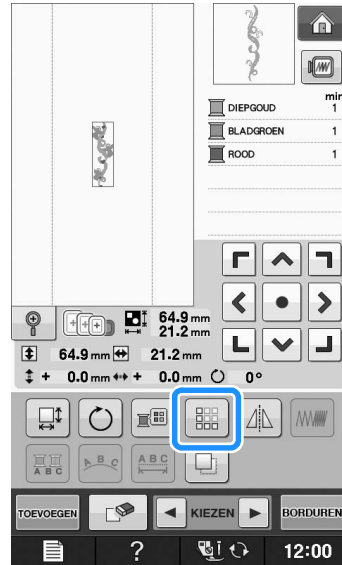 min
DIEPGOUD 1
BLADGROEN 1
ROOD 1
64.9 mm
21.2 mm
64.9 mm 21.2 mm
+ 0.0 mm + 0.0 mm 0°
A B C A B C A B C
TOEVOEGEN KIEZEN BORDUREN
? 12:00